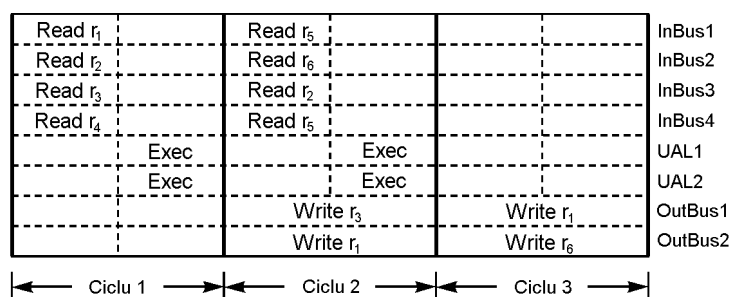 Read r₁ Read r₅ InBus1
Read r₂ Read r₆ InBus2
Read r₃ Read r₂ InBus3
Read r₄ Read r₅ InBus4
Exec Exec UAL1
Exec Exec UAL2
Write r₃ Write r₁ OutBus1
Write r₁ Write r₆ OutBus2
Ciclu 1 Ciclu 2 Ciclu 3